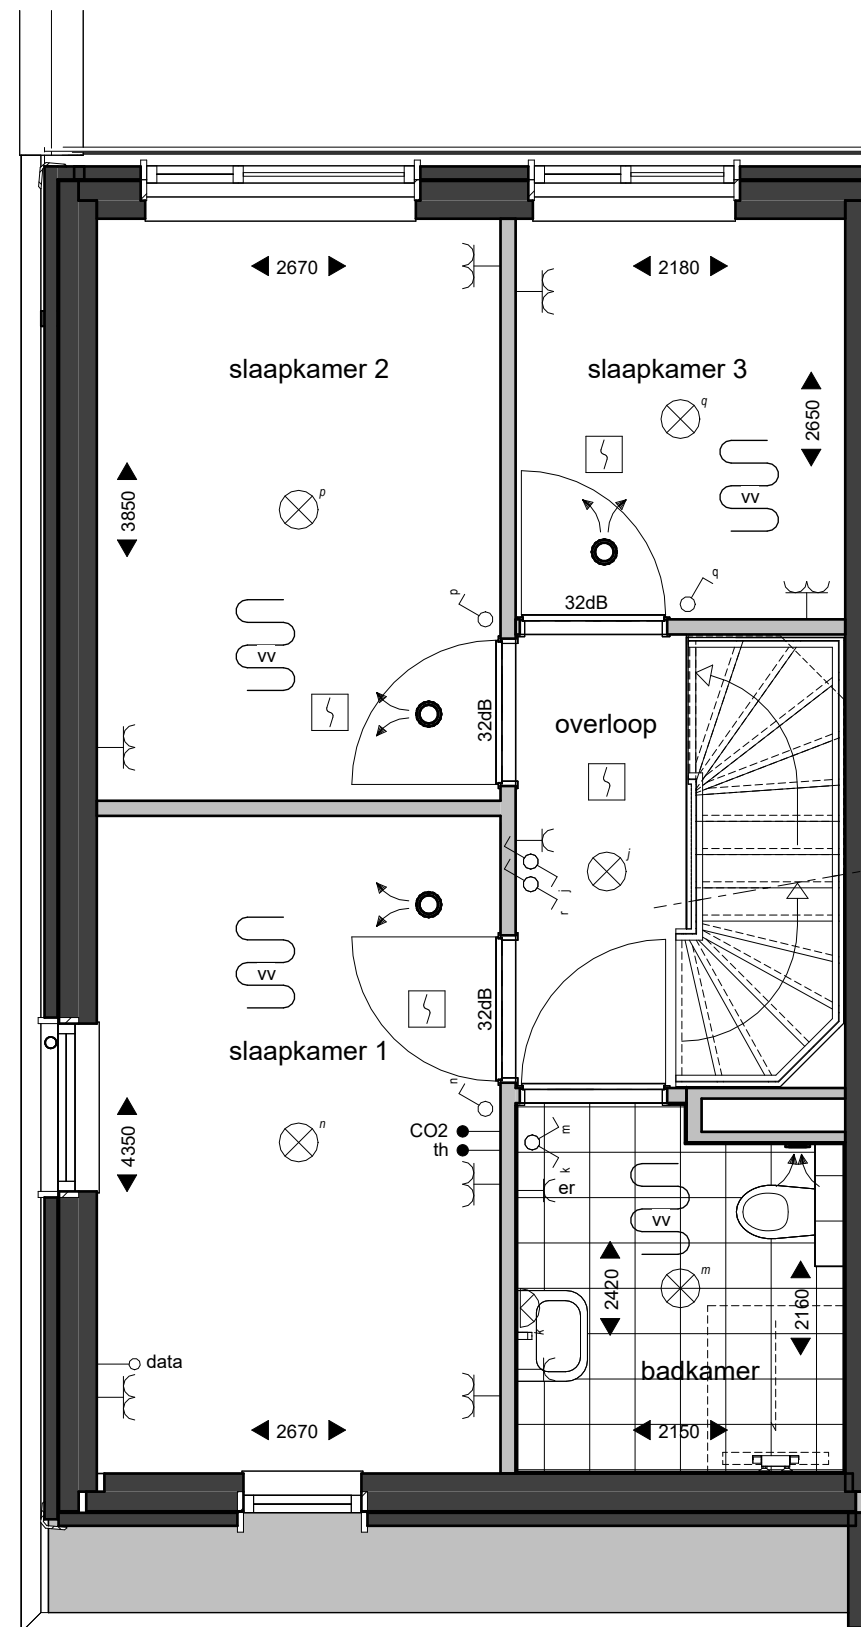 2670
2180
slaapkamer 2
slaapkamer 3
2650
q
p
3850
vv
32dB
q
p
vv
32dB
overloop
j
j
r
vv
32dB
slaapkamer 1
n
n
4350
CO2
th
m
k
er
vv
m
2420
2160
k
data
badkamer
2670
2150